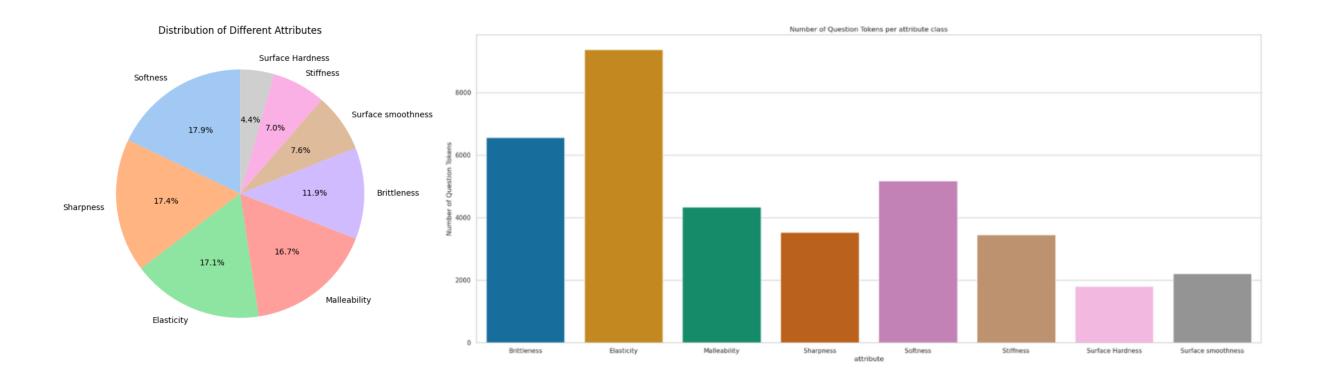 Distribution of Different Attributes
Surface Hardness
Stiffness
Softness
Surface smoothness
Brittleness
Sharpness
Malleability
Elasticity
4.4%
7.0%
17.9%
7.6%
11.9%
17.4%
16.7%
17.1%
Number of Question Tokens per attribute class
Number of Question Tokens
8000
6000
4000
2000
0
Brittleness
Elasticity
Malleability
Sharpness
Softness
Stiffness
Surface Hardness
Surface smoothness
attribute